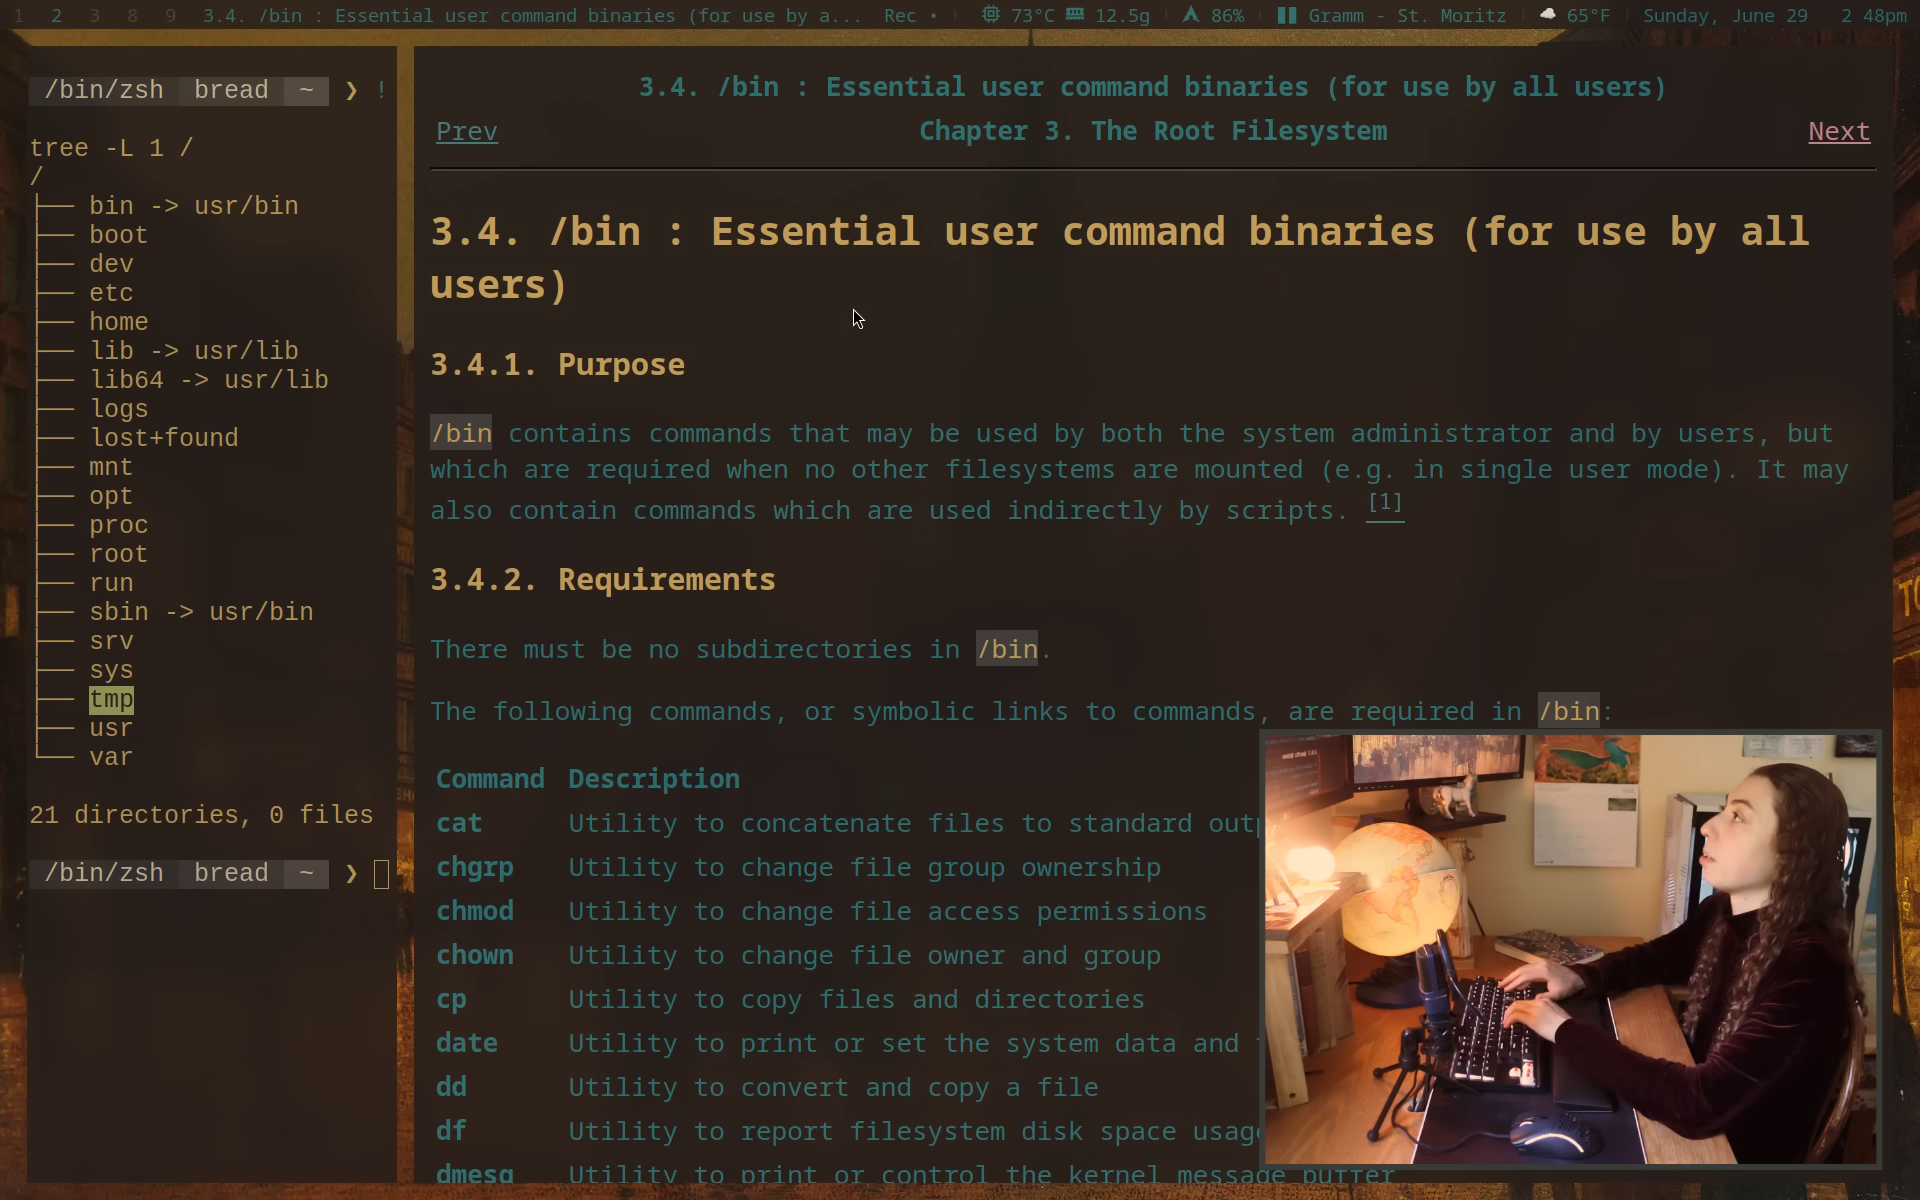 1 2 3 8 9 3.4. /bin : Essential user command binaries (for use by a... Rec • 73°C 12.5g 86% Gramm - St. Moritz 65°F Sunday, June 29 2 48pm
/bin/zsh bread ~ ❯ !
tree -L 1 /
/
├── bin -> usr/bin
├── boot
├── dev
├── etc
├── home
├── lib -> usr/lib
├── lib64 -> usr/lib
├── logs
├── lost+found
├── mnt
├── opt
├── proc
├── root
├── run
├── sbin -> usr/bin
├── srv
├── sys
├── tmp
├── usr
└── var
21 directories, 0 files
/bin/zsh bread ~ ❯
3.4. /bin : Essential user command binaries (for use by all users)
Prev Chapter 3. The Root Filesystem Next
3.4. /bin : Essential user command binaries (for use by all
users)
3.4.1. Purpose
/bin contains commands that may be used by both the system administrator and by users, but
which are required when no other filesystems are mounted (e.g. in single user mode). It may
also contain commands which are used indirectly by scripts. [1]
3.4.2. Requirements
There must be no subdirectories in /bin.
The following commands, or symbolic links to commands, are required in /bin:
Command Description
cat Utility to concatenate files to standard
chgrp Utility to change file group ownership
chmod Utility to change file access permissions
chown Utility to change file owner and group
cp Utility to copy files and directories
date Utility to print or set the system data and
dd Utility to convert and copy a file
df Utility to report filesystem disk space
dmesg Utility to print or control the kernel message buffer